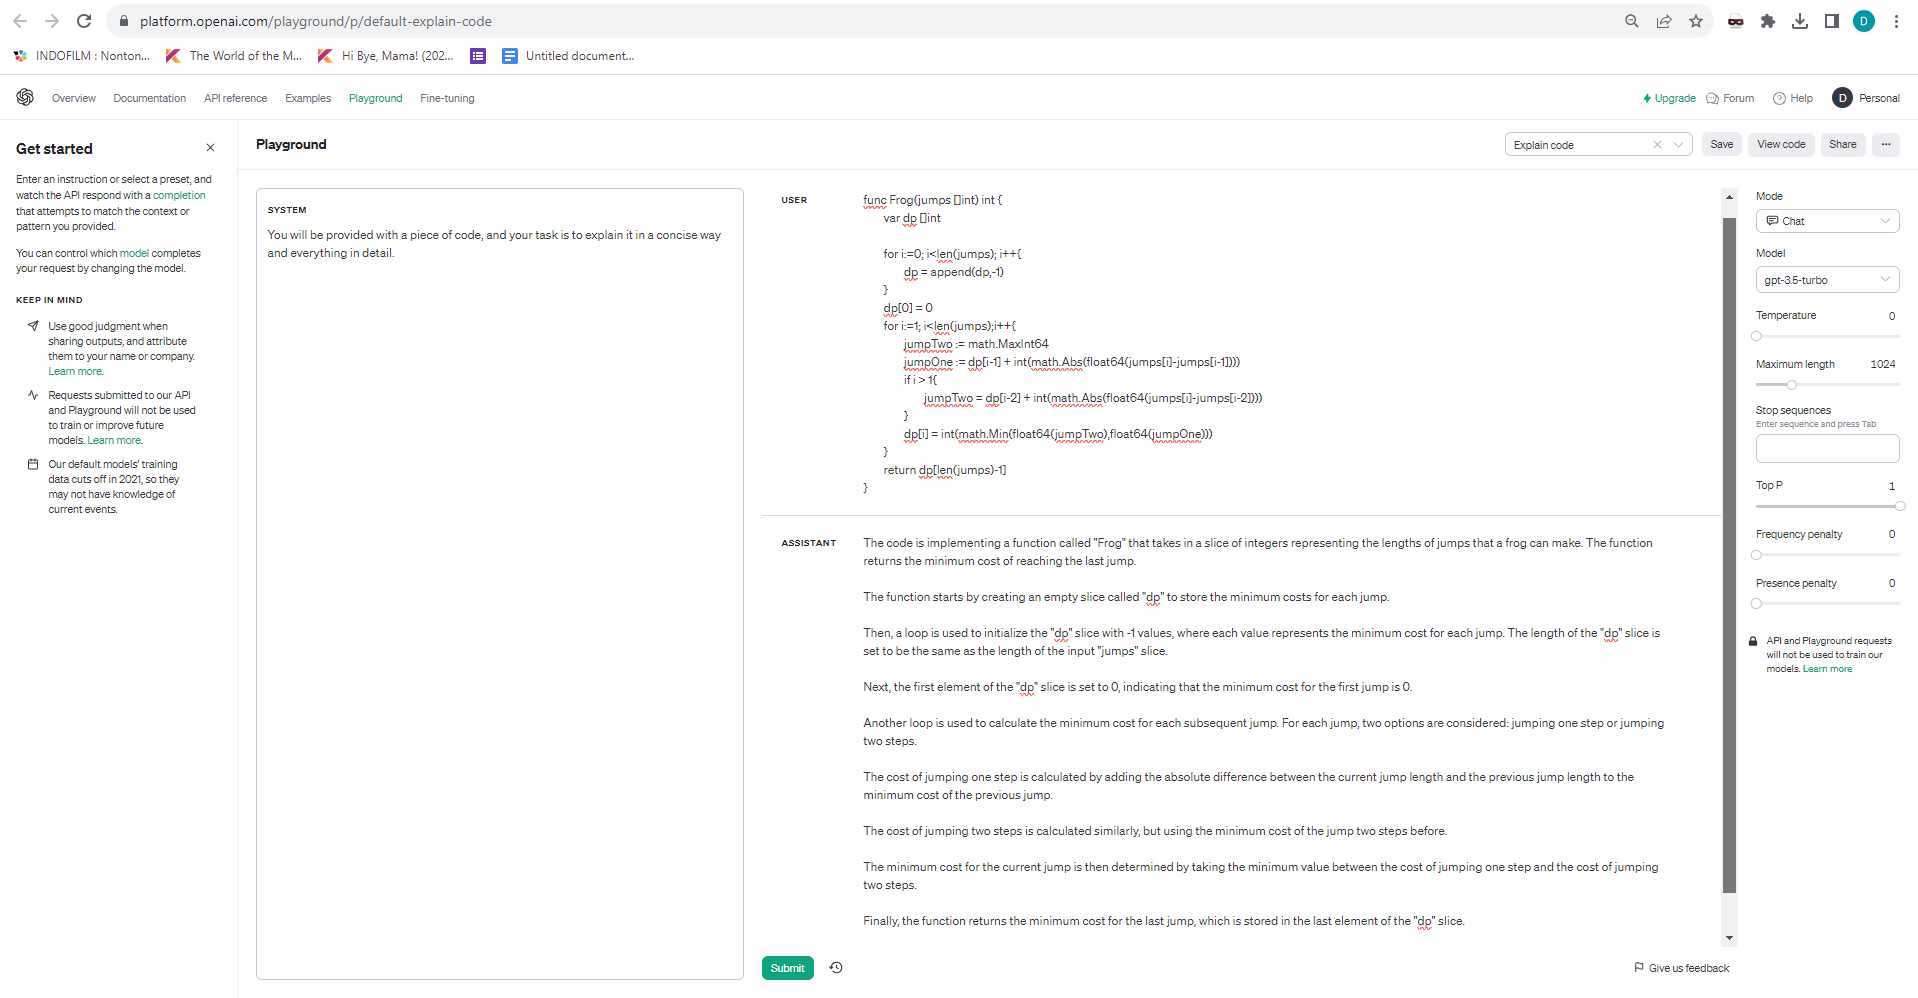 platform.openai.com/playground/p/default-explain-code
D
INDOFILM : Nonton...
The World of the M...
Hi Bye, Mama! (202...
Untitled document...
Overview
Documentation
API reference
Examples
Playground
Fine-tuning
Upgrade
Forum
Help
D
Personal
Get started
Enter an instruction or select a preset, and
watch the API respond with a completion
that attempts to match the context or
pattern you provided.
You can control which model completes
your request by changing the model.
KEEP IN MIND
Use good judgment when
sharing outputs, and attribute
them to your name or company.
Learn more.
Requests submitted to our API
and Playground will not be used
to train or improve future
models. Learn more.
Our default models' training
data cuts off in 2021, so they
may not have knowledge of
current events.
Playground
Explain code
Save
View code
Share
...
SYSTEM
You will be provided with a piece of code, and your task is to explain it in a concise way
and everything in detail.
USER
func Frog(jumps []int) int {
var dp []int
for i:=0; i<len(jumps); i++{
dp = append(dp,-1)
}
dp[0] = 0
for i:=1; i<len(jumps);i++{
jumpTwo := math.MaxInt64
jumpOne := dp[i-1] + int(math.Abs(float64(jumps[i]-jumps[i-1])))
if i > 1{
jumpTwo = dp[i-2] + int(math.Abs(float64(jumps[i]-jumps[i-2])))
}
dp[i] = int(math.Min(float64(jumpTwo),float64(jumpOne)))
}
return dp[len(jumps)-1]
}
ASSISTANT
The code is implementing a function called "Frog" that takes in a slice of integers representing the lengths of jumps that a frog can make. The function
returns the minimum cost of reaching the last jump.
The function starts by creating an empty slice called "dp" to store the minimum costs for each jump.
Then, a loop is used to initialize the "dp" slice with -1 values, where each value represents the minimum cost for each jump. The length of the "dp" slice is
set to be the same as the length of the input "jumps" slice.
Next, the first element of the "dp" slice is set to 0, indicating that the minimum cost for the first jump is 0.
Another loop is used to calculate the minimum cost for each subsequent jump. For each jump, two options are considered: jumping one step or jumping
two steps.
The cost of jumping one step is calculated by adding the absolute difference between the current jump length and the previous jump length to the
minimum cost of the previous jump.
The cost of jumping two steps is calculated similarly, but using the minimum cost of the jump two steps before.
The minimum cost for the current jump is then determined by taking the minimum value between the cost of jumping one step and the cost of jumping
two steps.
Finally, the function returns the minimum cost for the last jump, which is stored in the last element of the "dp" slice.
Submit
Give us feedback
Mode
Chat
Model
gpt-3.5-turbo
Temperature
0
Maximum length
1024
Stop sequences
Enter sequence and press Tab
Top P
1
Frequency penalty
0
Presence penalty
0
API and Playground requests
will not be used to train our
models. Learn more